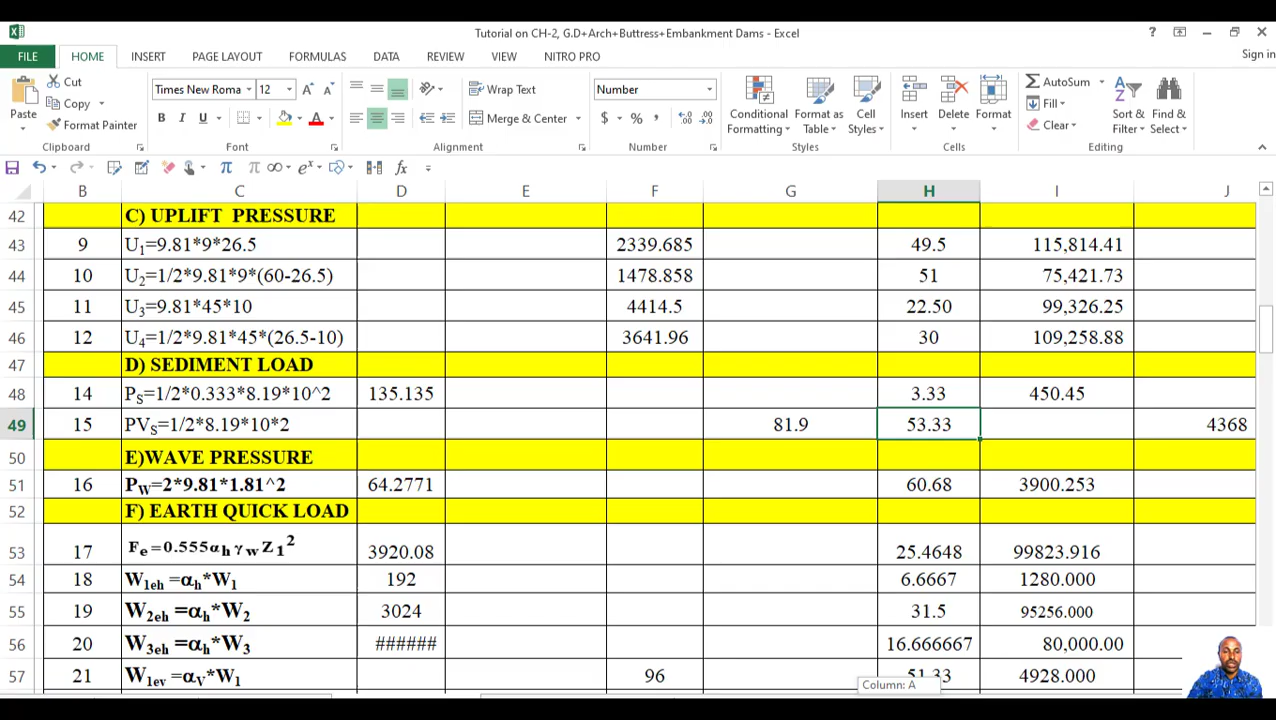 Tutorial on CH-2, G.D+Arch+Buttress+Embankment Dams - Excel
Sign in
FILE HOME INSERT PAGE LAYOUT FORMULAS DATA REVIEW VIEW NITRO PRO
Paste
Cut
Copy
Format Painter
Clipboard
Times New Roma 12
B I U
Font
Wrap Text
Merge & Center
Alignment
Number
$ % ,
Number
Conditional Formatting
Format as Table
Cell Styles
Styles
Insert Delete Format
Cells
AutoSum
Fill
Clear
Sort & Filter
Find & Select
Editing
B C D E F G H I J
42 C) UPLIFT PRESSURE
43 9 U1=9.81*9*26.5 2339.685 49.5 115,814.41
44 10 U2=1/2*9.81*9*(60-26.5) 1478.858 51 75,421.73
45 11 U3=9.81*45*10 4414.5 22.50 99,326.25
46 12 U4=1/2*9.81*45*(26.5-10) 3641.96 30 109,258.88
47 D) SEDIMENT LOAD
48 14 PS=1/2*0.333*8.19*10^2 135.135 3.33 450.45
49 15 PVS=1/2*8.19*10*2 81.9 53.33 4368
50 E)WAVE PRESSURE
51 16 PW=2*9.81*1.81^2 64.2771 60.68 3900.253
52 F) EARTH QUICK LOAD
53 17 Fe=0.555αhγwZ1² 3920.08 25.4648 99823.916
54 18 W1eh =αh*W1 192 6.6667 1280.000
55 19 W2eh =αh*W2 3024 31.5 95256.000
56 20 W3eh =αh*W3 ###### 16.666667 80,000.00
57 21 W1ev =αV*W1 96 51.33 4928.000
Column: A